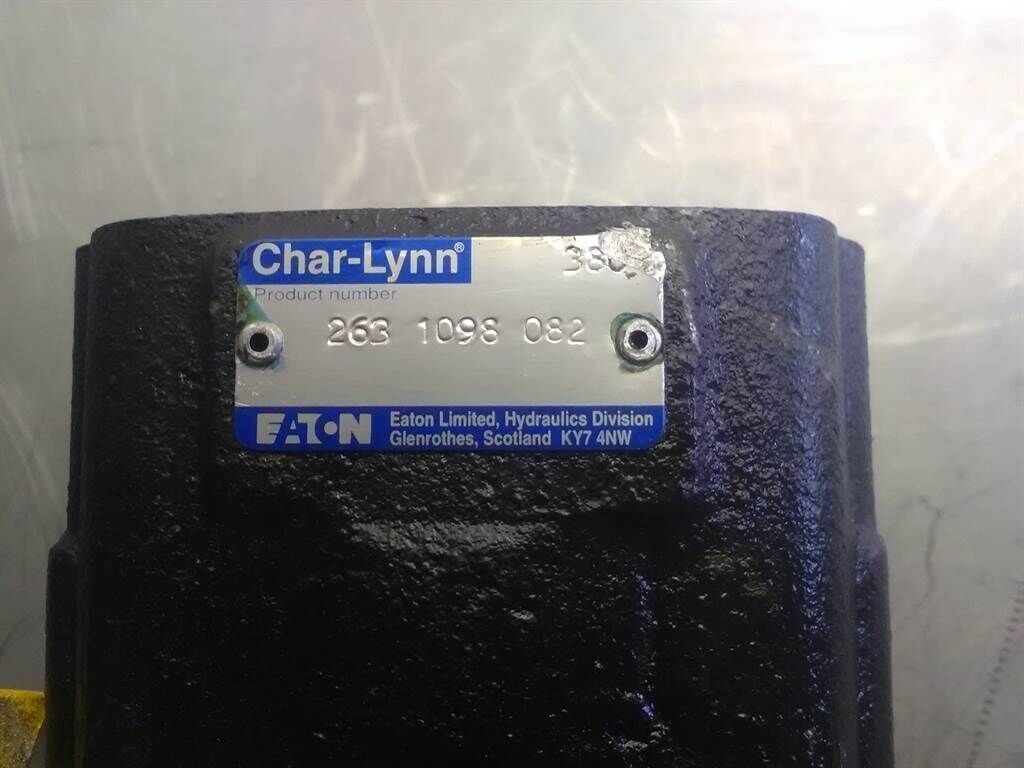 Char-Lynn®
Product number
263 1098 082
EATON
Eaton Limited, Hydraulics Division
Glenrothes, Scotland KY7 4NW